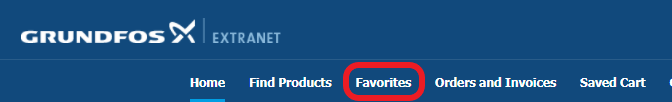 GRUNDFOS | EXTRANET
Home Find Products Favorites Orders and Invoices Saved Cart